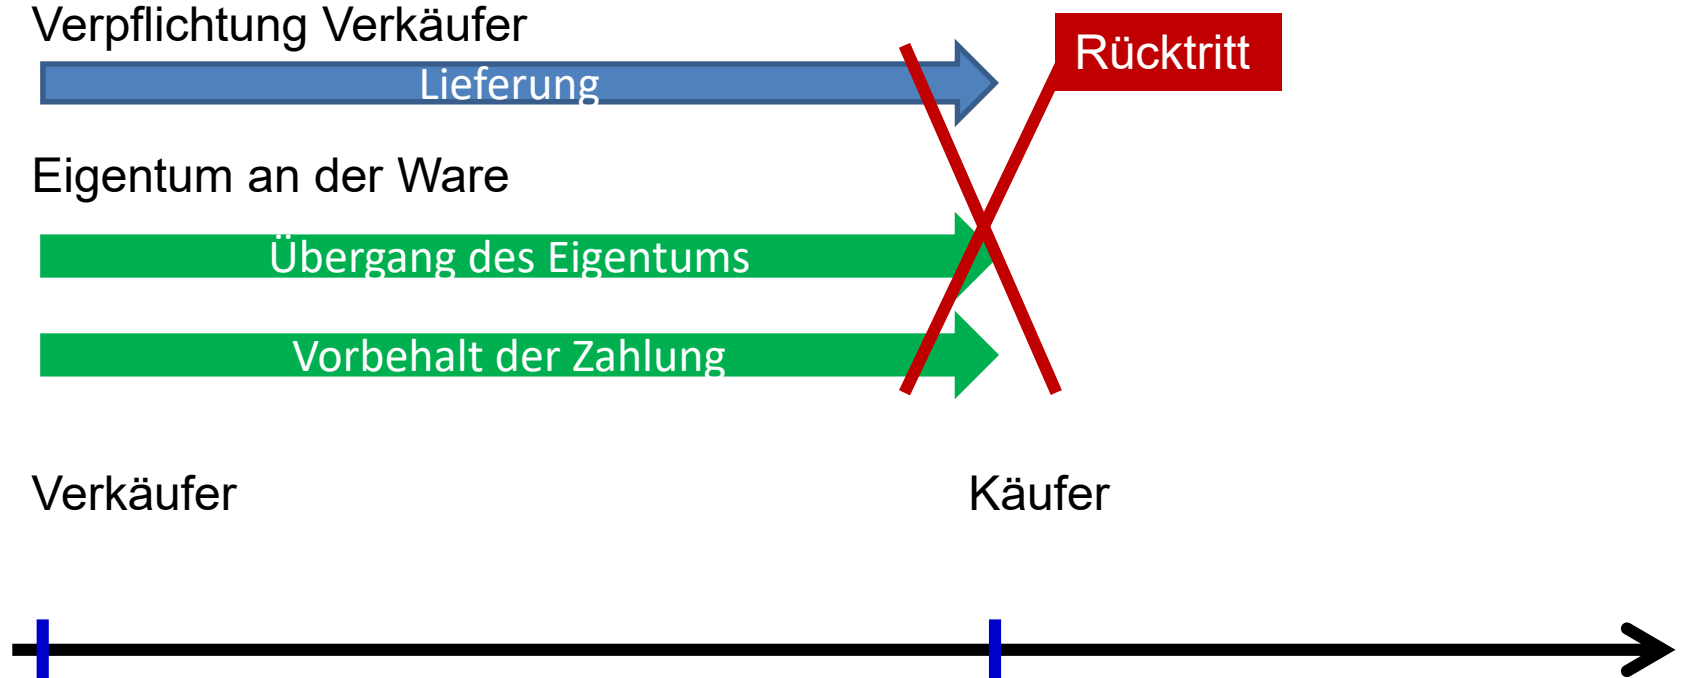 Verpflichtung Verkäufer
Rücktritt
Lieferung
Eigentum an der Ware
Übergang des Eigentums
Vorbehalt der Zahlung
Verkäufer
Käufer